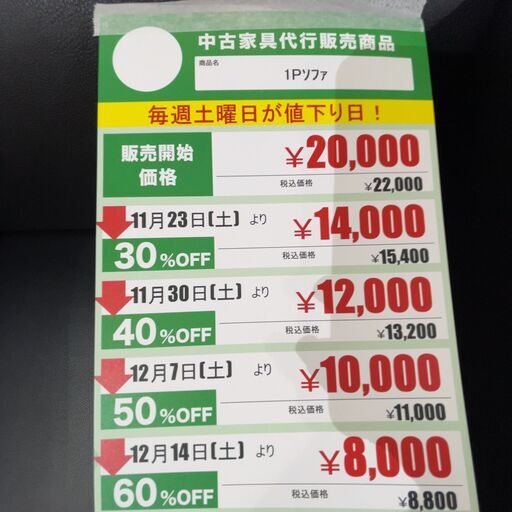 中古家具代行販売商品
商品名
1Pソファ
毎週土曜日が値下り日！
販売開始
価格
¥20,000
税込価格 ¥22,000
11月23日(土) より
30%OFF
¥14,000
税込価格 ¥15,400
11月30日(土) より
40%OFF
¥12,000
税込価格 ¥13,200
12月7日(土) より
50%OFF
¥10,000
税込価格 ¥11,000
12月14日(土) より
60%OFF
¥8,000
税込価格 ¥8,800